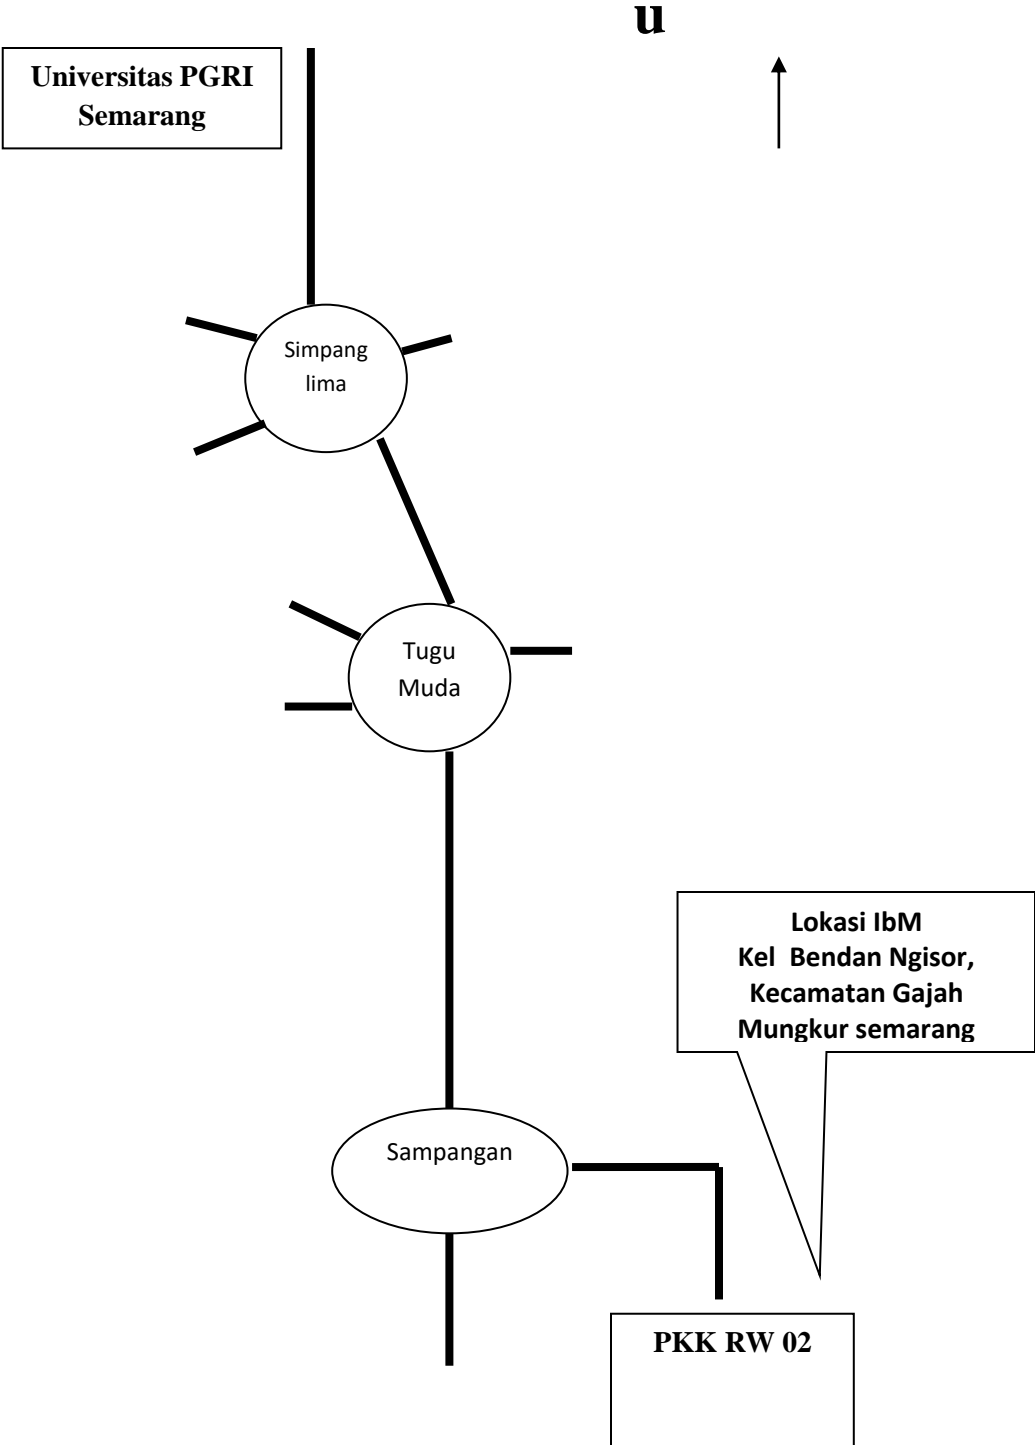 u
Universitas PGRI
Semarang
Simpang
lima
Tugu
Muda
Lokasi IbM
Kel  Bendan Ngisor,
Kecamatan Gajah
Mungkur semarang
Sampangan
PKK RW 02